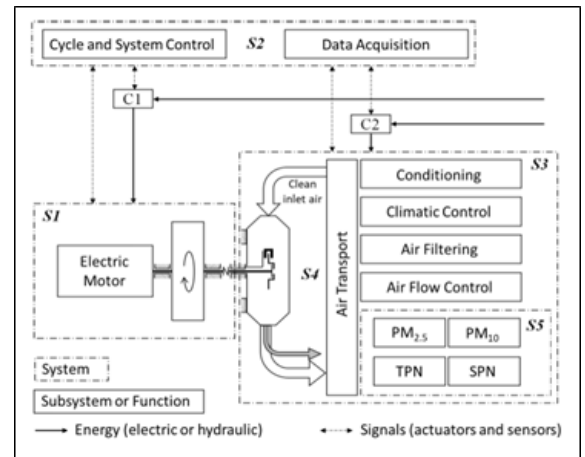 Cycle and System Control
S2
Data Acquisition
C1
C2
S3
Clean
inlet air
Conditioning
S1
Climatic Control
Electric
Motor
S4
Air Transport
Air Filtering
Air Flow Control
S5
PM2.5
PM10
TPN
SPN
System
Subsystem or Function
Energy (electric or hydraulic)
Signals (actuators and sensors)